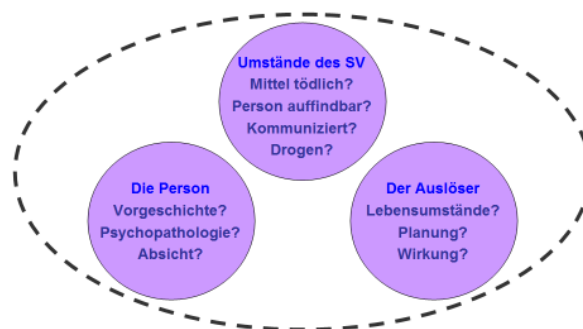 Umstände des SV
Mittel tödlich?
Person auffindbar?
Kommuniziert?
Drogen?
Die Person
Vorgeschichte?
Psychopathologie?
Absicht?
Der Auslöser
Lebensumstände?
Planung?
Wirkung?